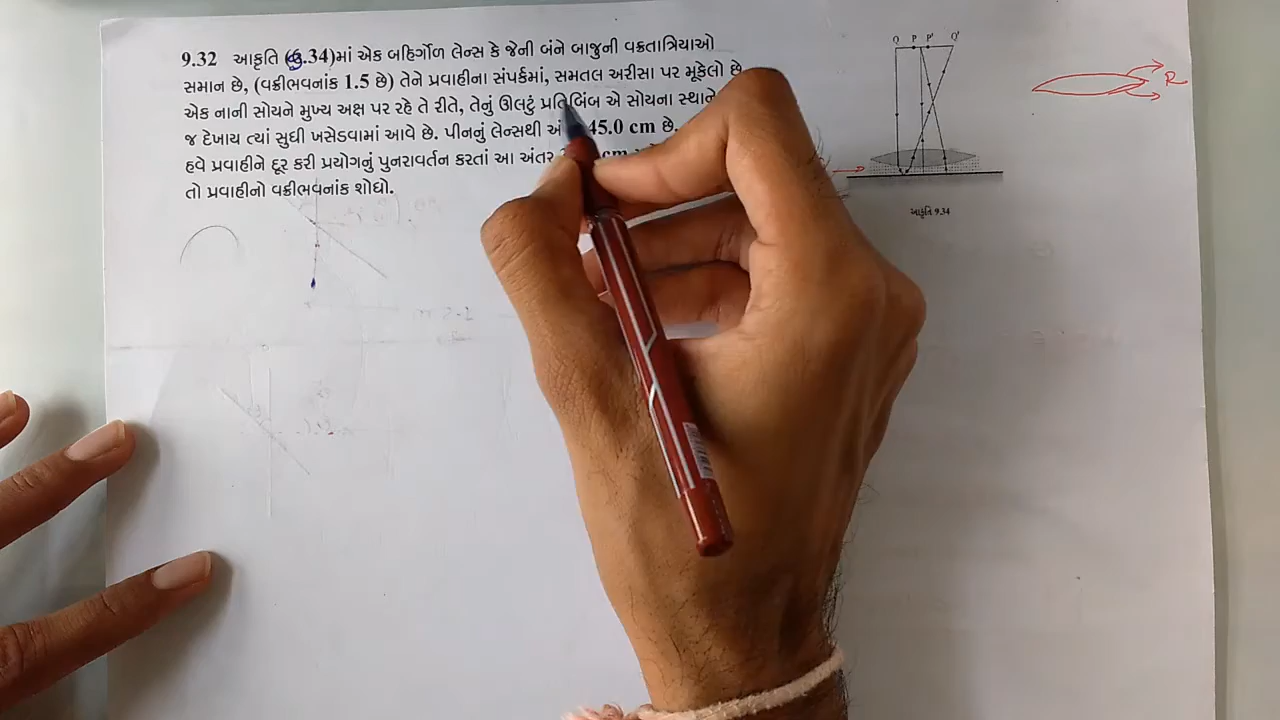 9.32 આકૃતિ (9.34)માં એક બહિર્ગોળ લેન્સ કે જેની બંને બાજુની વક્રતાત્રિયાઓ
સમાન છે, (વક્રીભવનાંક 1.5 છે) તેને પ્રવાહીના સંપર્કમાં, સમતલ અરીસા પર મૂકેલો છે
એક નાની સોયને મુખ્ય અક્ષ પર રહે તે રીતે, તેનું ઊલટું પ્રતિબિંબ એ સોયના સ્થાને
જ દેખાય ત્યાં સુધી ખસેડવામાં આવે છે. પીનનું લેન્સથી 45.0 cm છે.
હવે પ્રવાહીને દૂર કરી પ્રયોગનું પુનરાવર્તન કરતાં આ અંતર cm
તો પ્રવાહીનો વક્રીભવનાંક શોધો.
Q P P' Q'
R
આકૃતિ 9.34